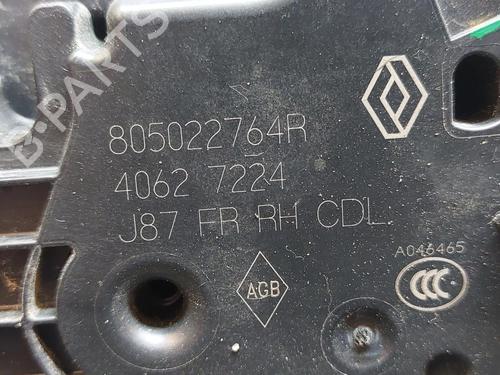 B-PARTS
805022764R
4062 7224
J87 FR RH CDL
A046465
AGB
CCC